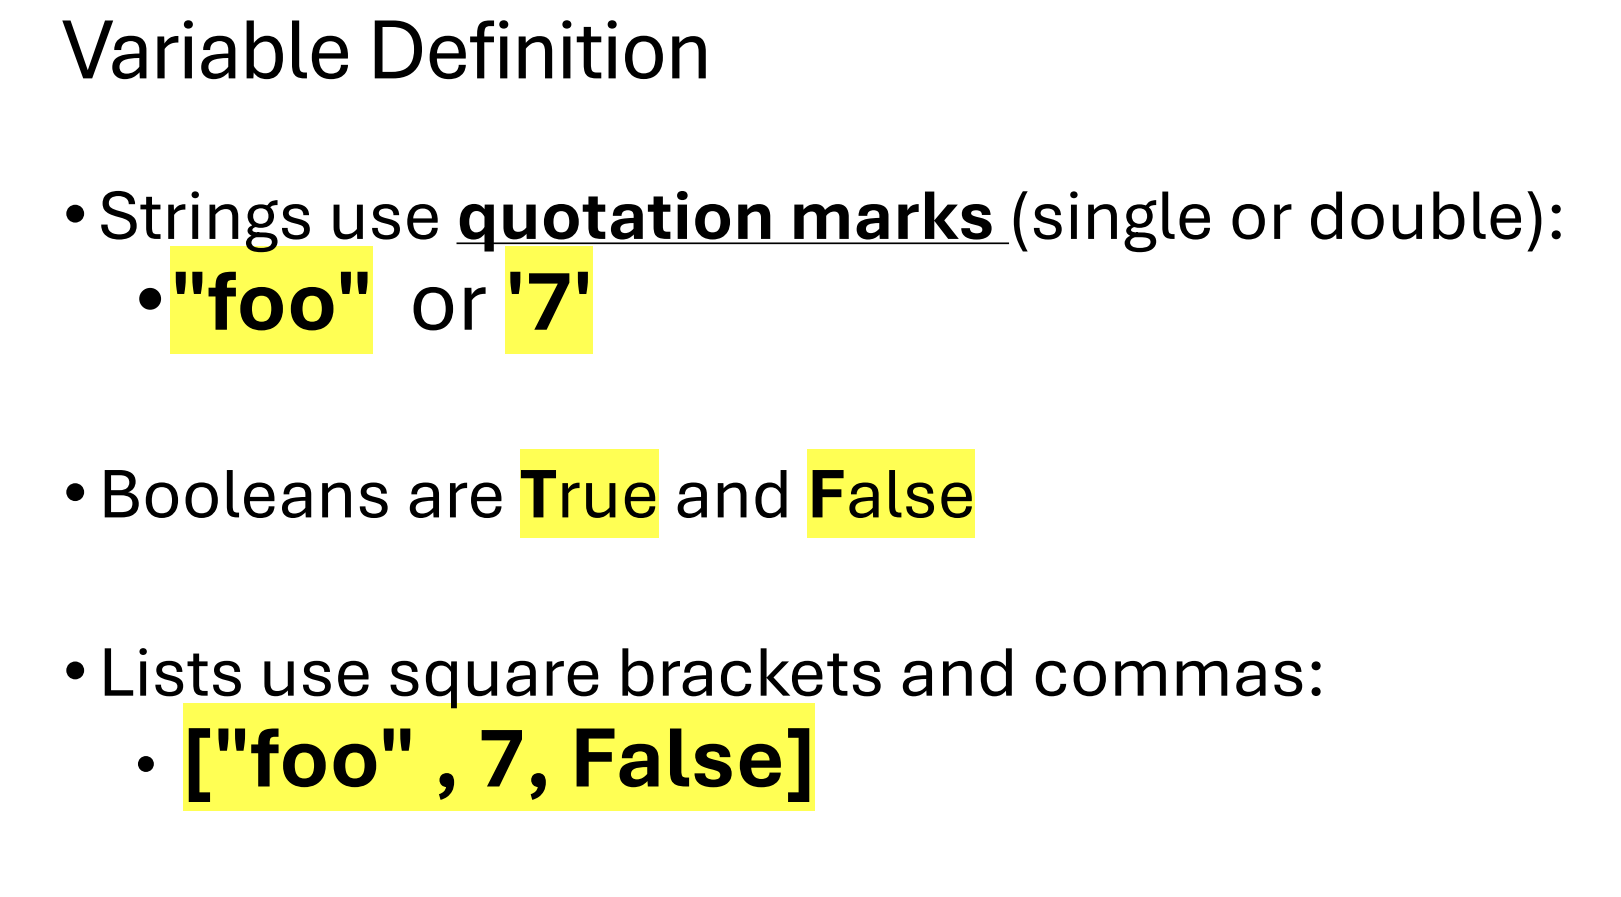 Variable Definition
• Strings use quotation marks (single or double):
• "foo"  or '7'
• Booleans are True and False
• Lists use square brackets and commas:
• ["foo" , 7, False]